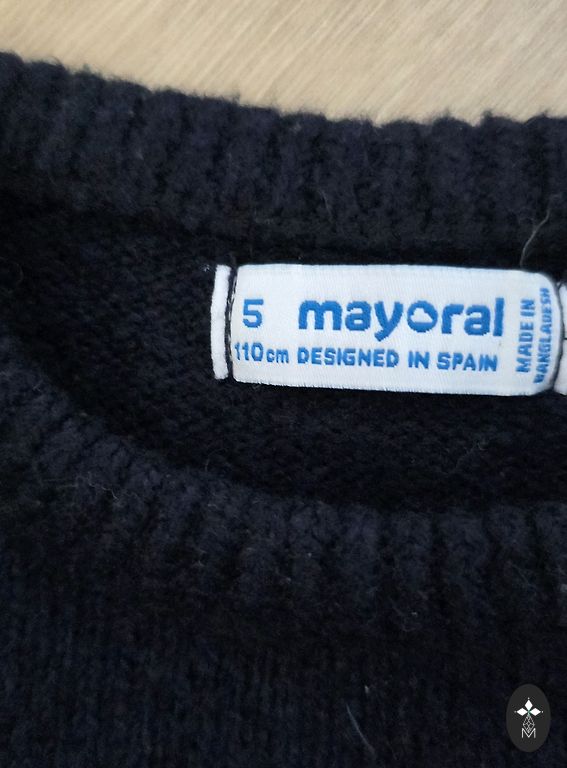 5 mayoral
110cm DESIGNED IN SPAIN
MADE IN
BANGLADESH
M